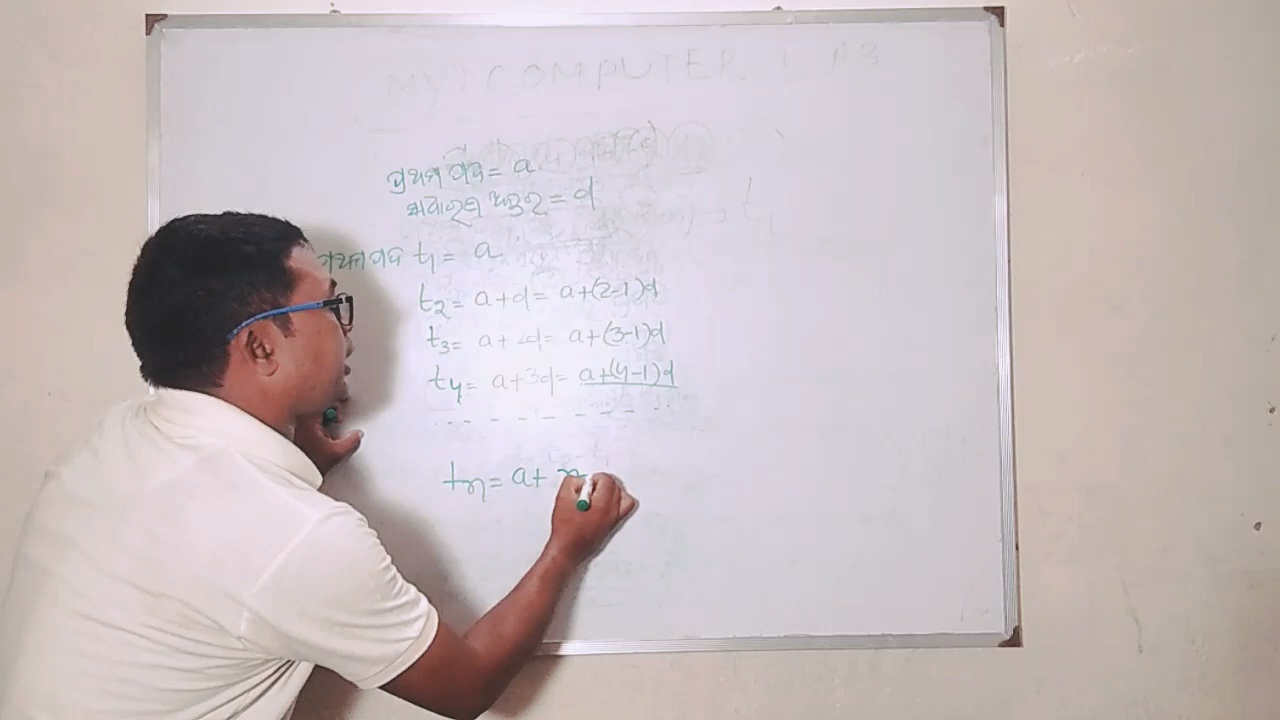 MY COMPUTER LAB
ପ୍ରଥମ ପଦ = a
ସାଧାରଣ ଅନ୍ତର = d
ପ୍ରଥମ ପଦ t1 = a
t2 = a+d = a+(2-1)d
t3 = a+2d = a+(3-1)d
t4 = a+3d = a+(4-1)d
- - - - - - - -
tn = a+ n